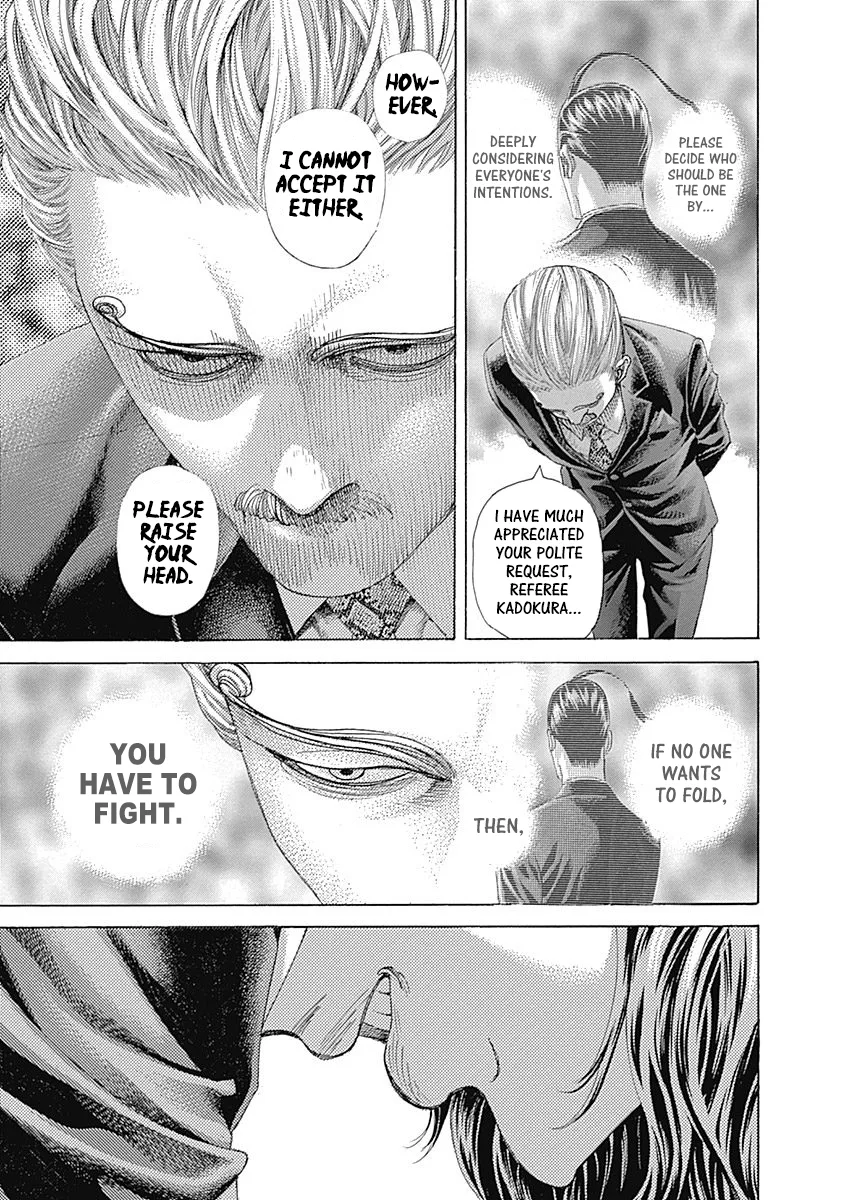 PLEASE
DECIDE WHO
SHOULD BE
THE ONE
BY...
DEEPLY
CONSIDERING
EVERYONE'S
INTENTIONS.
I HAVE MUCH
APPRECIATED
YOUR POLITE
REQUEST,
REFEREE
KADOKURA...
HOW-
EVER.
I CANNOT
ACCEPT IT
EITHER.
PLEASE
RAISE
YOUR
HEAD.
IF NO ONE
WANTS
TO FOLD,
THEN,
YOU
HAVE TO
FIGHT.